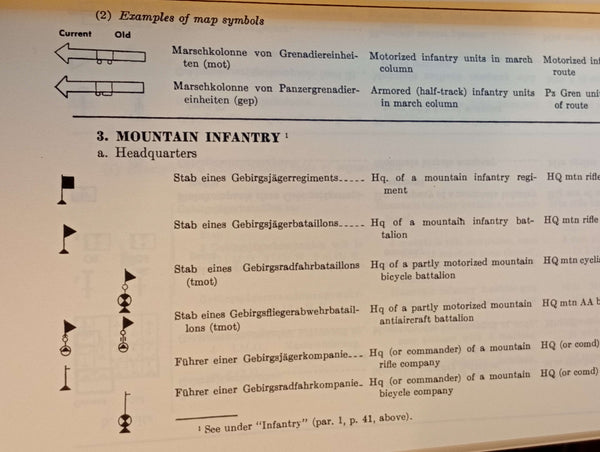 (2) Examples of map symbols
Current Old
Marschkolonne von Grenadiereinhei- Motorized infantry units in march Motorized inf
ten (mot) column route
Marschkolonne von Panzergrenadier- Armored (half-track) infantry units Pz Gren uni
einheiten (gep) in march column of route
3. MOUNTAIN INFANTRY ¹
a. Headquarters
Stab eines Gebirgsjägerregiments----- Hq. of a mountain infantry regi- HQ mtn rifle
ment
Stab eines Gebirgsjägerbataillons----- Hq of a mountain infantry bat- HQ mtn rifle
talion
Stab eines Gebirgsradfahrbataillons Hq of a partly motorized mountain HQ mtn cyclis
(tmot) bicycle battalion
Stab eines Gebirgsfliegerabwehrbatail- Hq of a partly motorized mountain HQ mtn AA b
lons (tmot) antiaircraft battalion
Führer einer Gebirgsjägerkompanie--- Hq (or commander) of a mountain HQ (or comd)
rifle company
Führer einer Gebirgsradfahrkompanie- Hq (or commander) of a mountain HQ (or comd)
bicycle company
¹ See under "Infantry" (par. 1, p. 41, above).